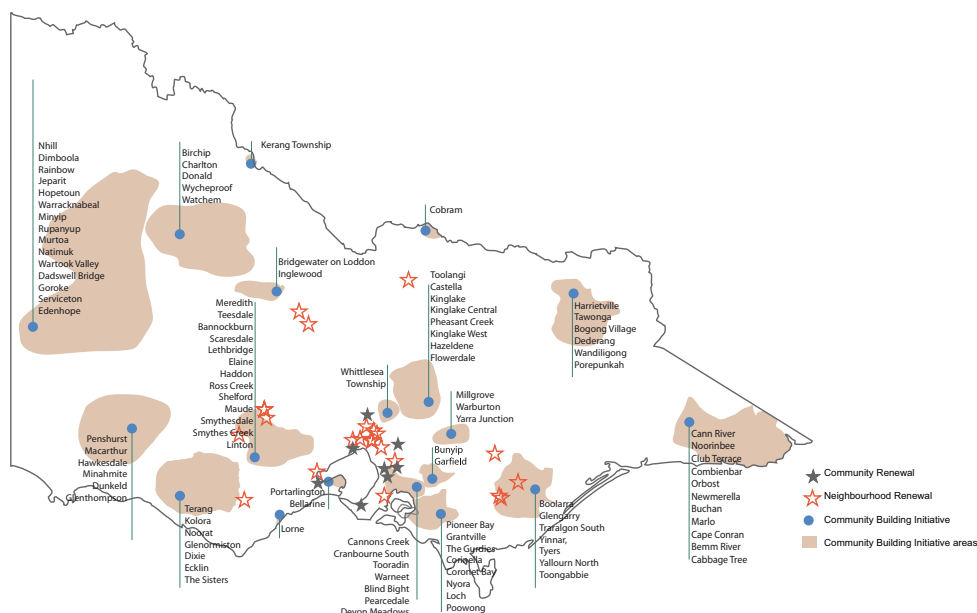 Kerang Township
Nhill
Dimboola
Rainbow
Jeparit
Hopetoun
Warracknabeal
Minyip
Rupanyup
Murtoa
Natimuk
Wartook Valley
Dadswell Bridge
Goroke
Serviceton
Edenhope
Birchip
Charlton
Donald
Wycheproof
Watchem
Cobram
Bridgewater on Loddon
Inglewood
Toolangi
Castella
Kinglake
Kinglake Central
Pheasant Creek
Kinglake West
Hazeldene
Flowerdale
Meredith
Teesdale
Bannockburn
Scaresdale
Lethbridge
Elaine
Haddon
Ross Creek
Shelford
Maude
Smythesdale
Smythes Creek
Linton
Harrietville
Tawonga
Bogong Village
Dederang
Wandiligong
Porepunkah
Whittlesea
Township
Millgrove
Warburton
Yarra Junction
Penshurst
Macarthur
Hawkesdale
Minahmite
Dunkeld
Glenthompson
Bunyip
Garfield
Cann River
Noorinbee
Club Terrace
Combienbar
Orbost
Newmerella
Buchan
Marlo
Cape Conran
Bemm River
Cabbage Tree
Community Renewal
Neighbourhood Renewal
Community Building Initiative
Community Building Initiative areas
Portarlington
Bellarine
Terang
Kolora
Noorat
Glenormiston
Dixie
Ecklin
The Sisters
Lorne
Boolarra
Glengarry
Traralgon South
Yinnar,
Tyers
Yallourn North
Toongabbie
Pioneer Bay
Grantville
The Gurdies
Corinella
Coronet Bay
Nyora
Loch
Poowong
Cannons Creek
Cranbourne South
Tooradin
Warneet
Blind Bight
Pearcedale
Devon Meadows